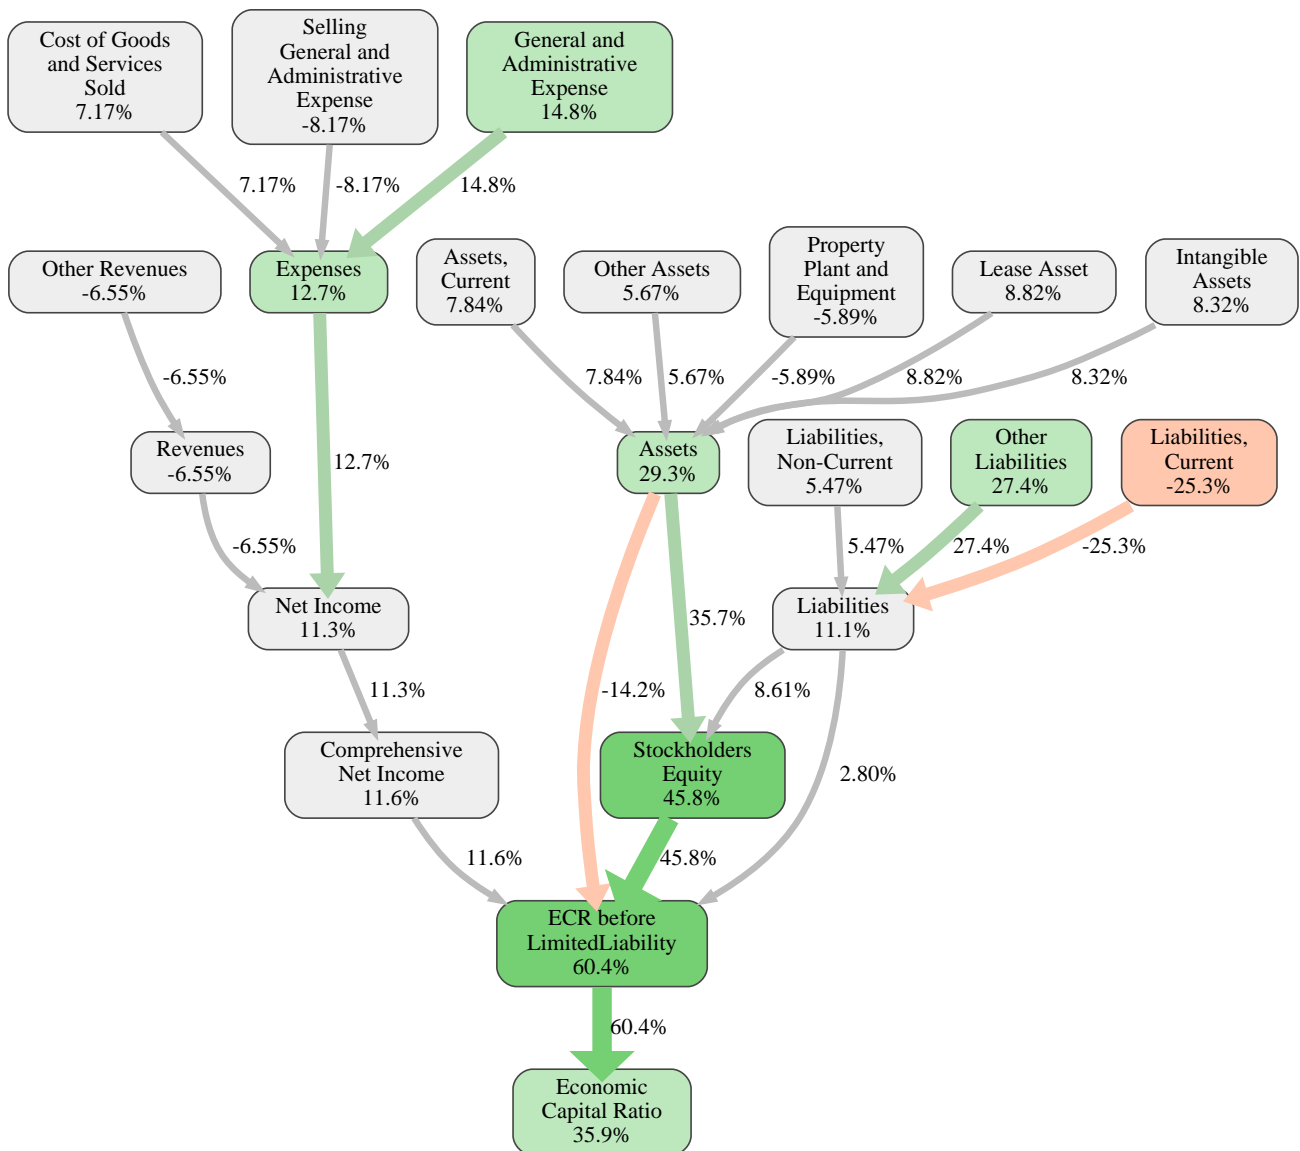 Cost of Goods
and Services
Sold
7.17%
Selling
General and
Administrative
Expense
-8.17%
General and
Administrative
Expense
14.8%
7.17%
-8.17%
14.8%
Other Revenues
-6.55%
Expenses
12.7%
Assets,
Current
7.84%
Other Assets
5.67%
Property
Plant and
Equipment
-5.89%
Lease Asset
8.82%
Intangible
Assets
8.32%
-6.55%
7.84%
5.67%
-5.89%
8.82%
8.32%
Revenues
-6.55%
12.7%
Assets
29.3%
Liabilities,
Non-Current
5.47%
Other
Liabilities
27.4%
Liabilities,
Current
-25.3%
-6.55%
5.47%
27.4%
-25.3%
Net Income
11.3%
35.7%
Liabilities
11.1%
11.3%
-14.2%
8.61%
Comprehensive
Net Income
11.6%
Stockholders
Equity
45.8%
2.80%
11.6%
45.8%
ECR before
LimitedLiability
60.4%
60.4%
Economic
Capital Ratio
35.9%